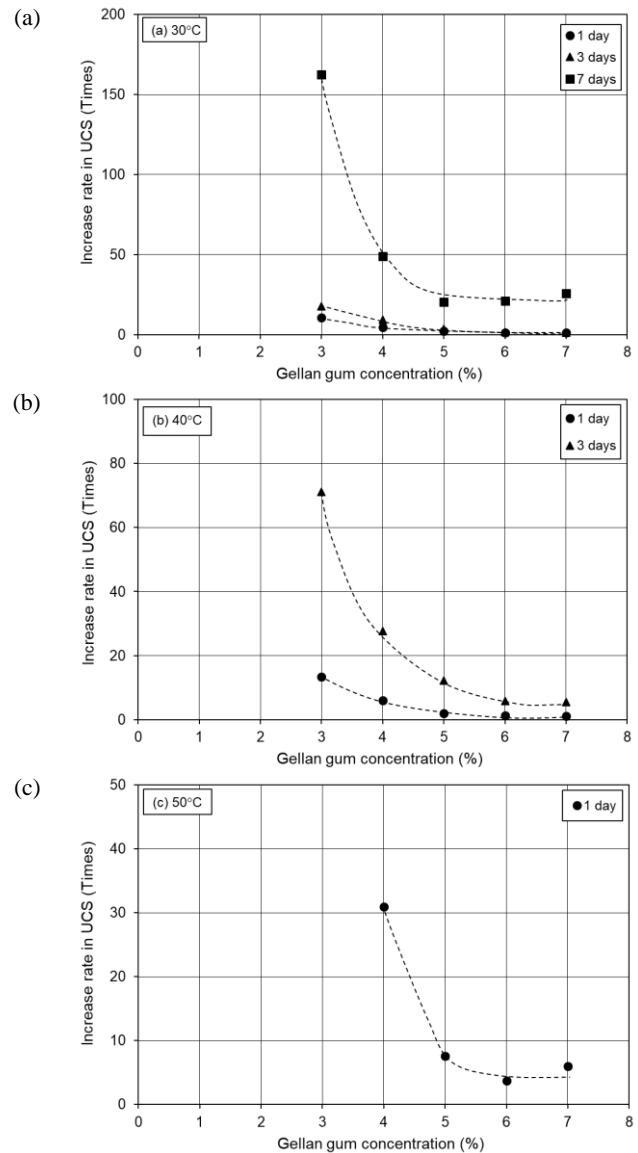 (a)
(a) 30°C
1 day
3 days
7 days
200
150
100
50
0
Increase rate in UCS (Times)
0 1 2 3 4 5 6 7 8
Gellan gum concentration (%)
(b)
(b) 40°C
1 day
3 days
100
80
60
40
20
0
Increase rate in UCS (Times)
0 1 2 3 4 5 6 7 8
Gellan gum concentration (%)
(c)
(c) 50°C
1 day
50
40
30
20
10
0
Increase rate in UCS (Times)
0 1 2 3 4 5 6 7 8
Gellan gum concentration (%)